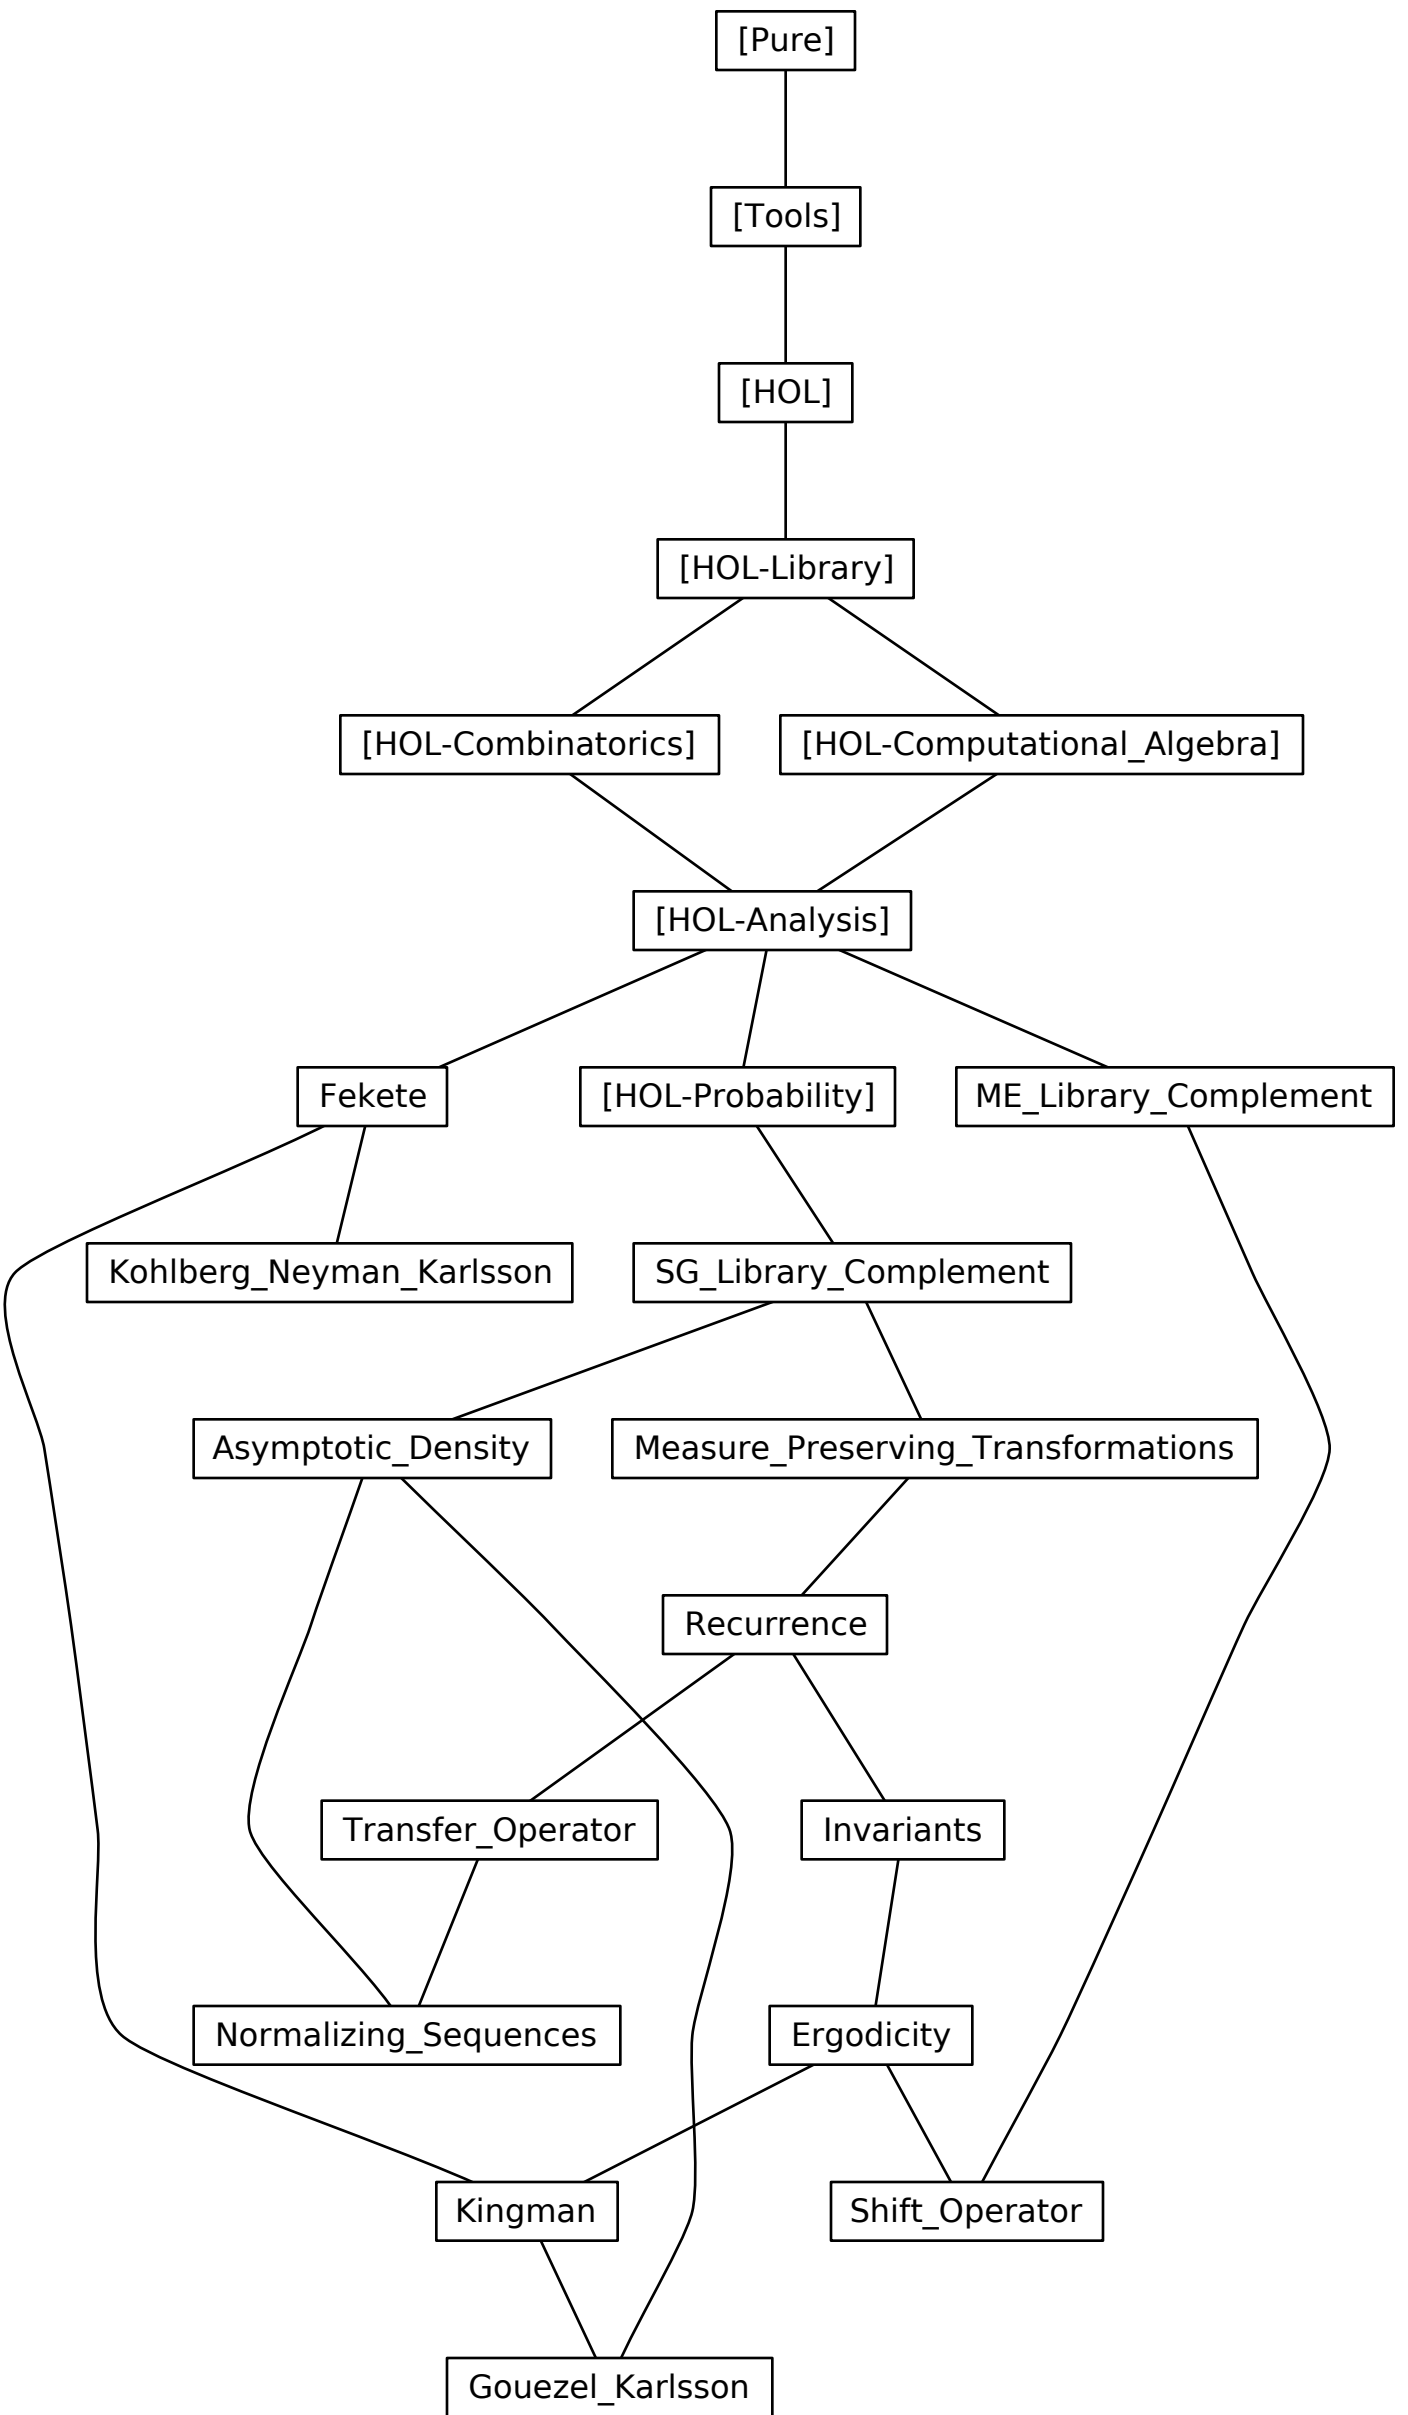 [Pure]
[Tools]
[HOL]
[HOL-Library]
[HOL-Combinatorics]
[HOL-Computational_Algebra]
[HOL-Analysis]
Fekete
[HOL-Probability]
ME_Library_Complement
Kohlberg_Neyman_Karlsson
SG_Library_Complement
Asymptotic_Density
Measure_Preserving_Transformations
Recurrence
Transfer_Operator
Invariants
Normalizing_Sequences
Ergodicity
Kingman
Shift_Operator
Gouezel_Karlsson